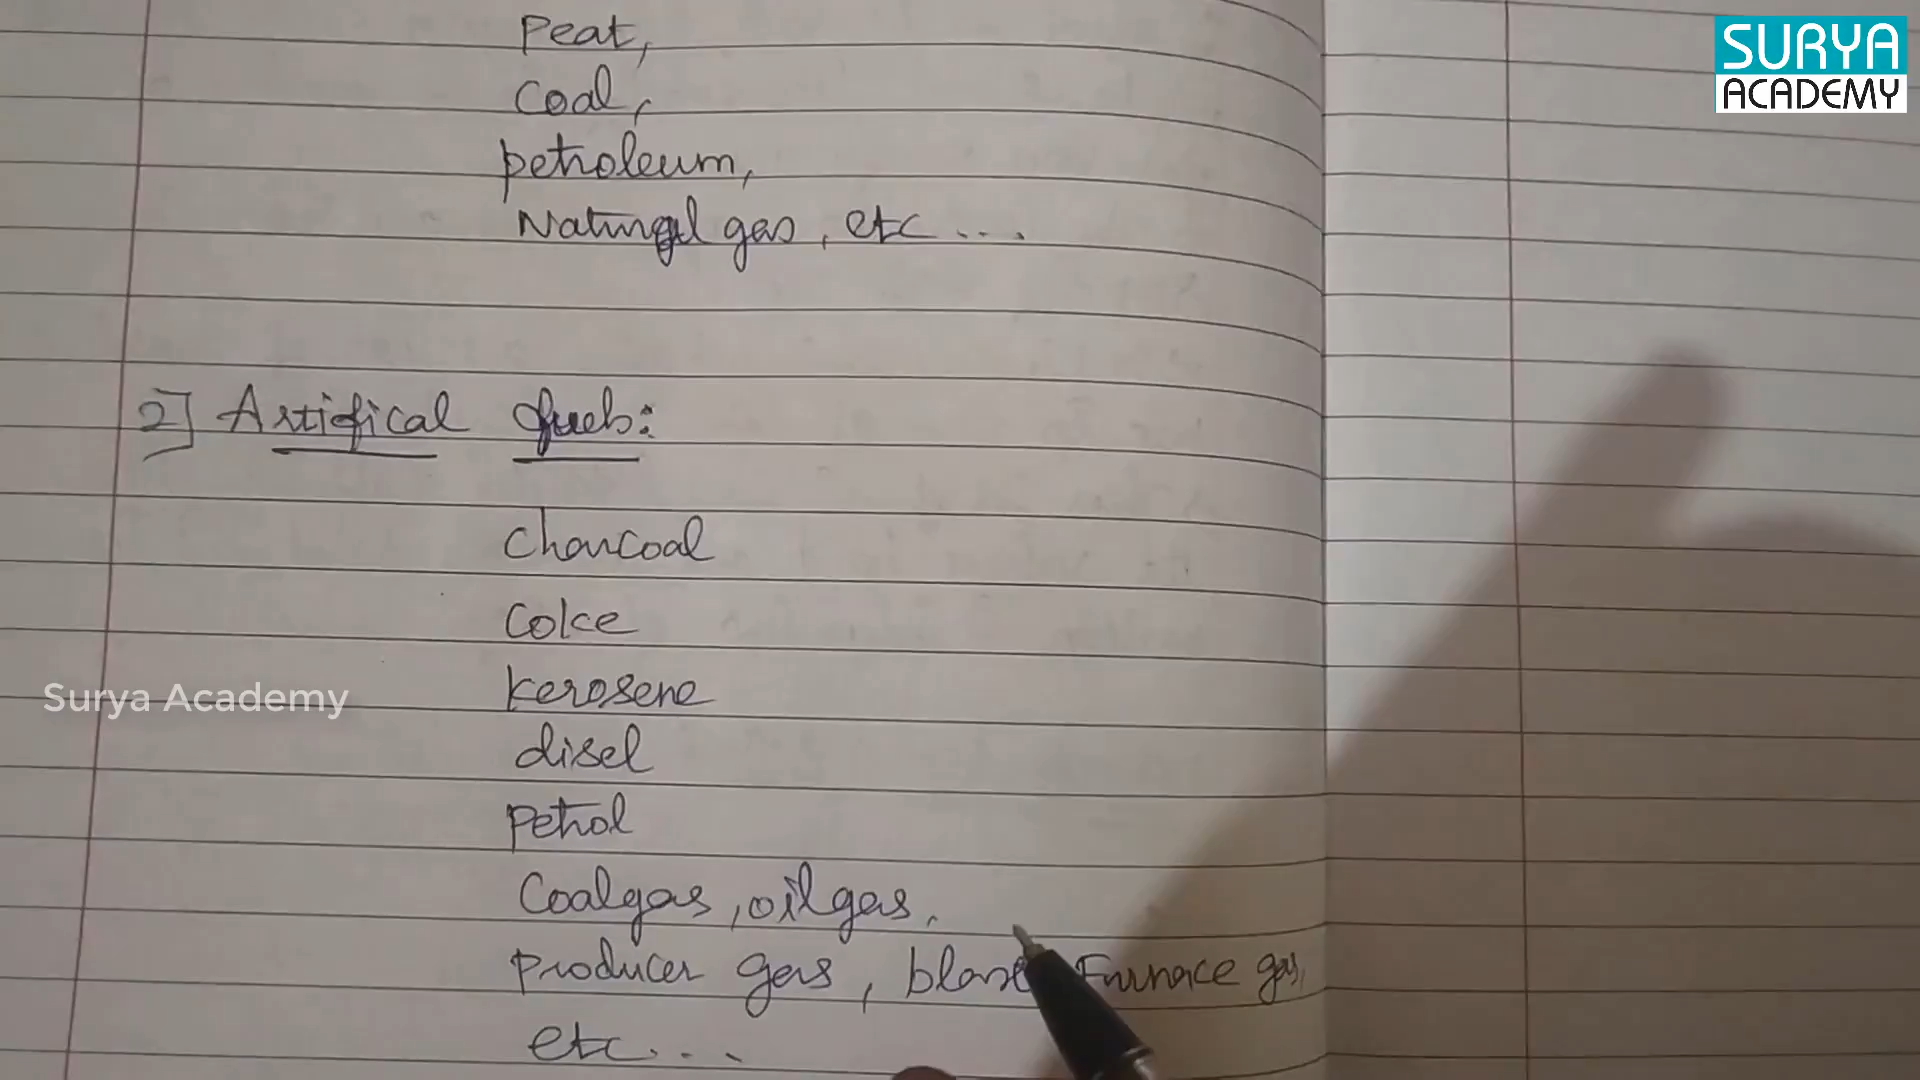 SURYA
ACADEMY
Peat,
Coal,
petroleum,
Natural gas, etc ...
2] Artifical fuels:
charcoal
Coke
Kerosene
disel
Petrol
Coalgas, oilgas,
Producer gas, Furnace gas,
etc...
Surya Academy